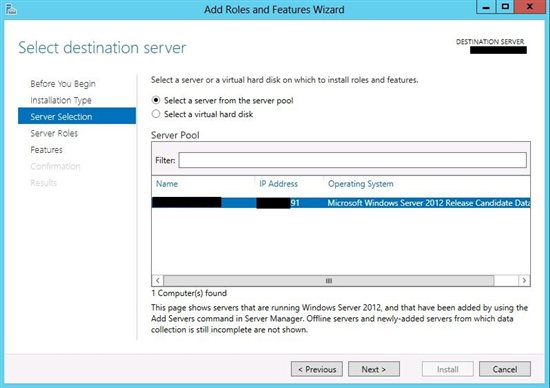 Add Roles and Features Wizard
Select destination server
DESTINATION SERVER
Before You Begin
Installation Type
Server Selection
Server Roles
Features
Confirmation
Results
Select a server or a virtual hard disk on which to install roles and features.
Select a server from the server pool
Select a virtual hard disk
Server Pool
Filter:
Name IP Address Operating System
91 Microsoft Windows Server 2012 Release Candidate Data
1 Computer(s) found
This page shows servers that are running Windows Server 2012, and that have been added by using the
Add Servers command in Server Manager. Offline servers and newly-added servers from which data
collection is still incomplete are not shown.
< Previous Next > Install Cancel